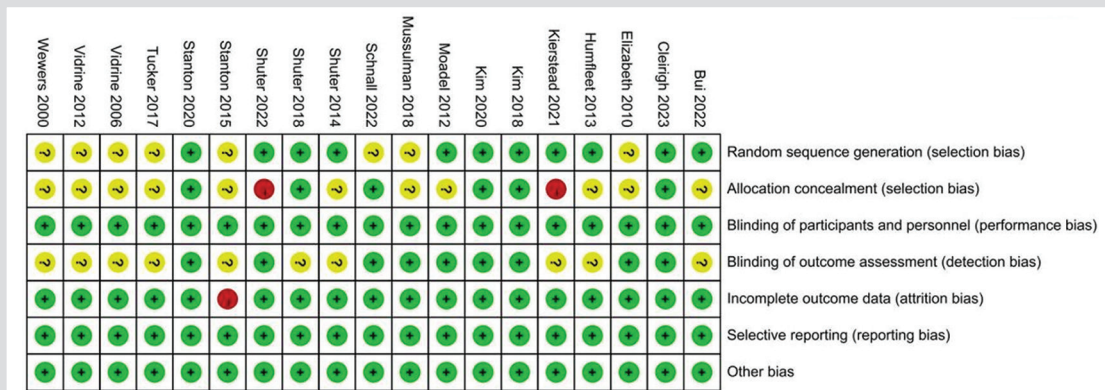 Wewers 2000
Vidrine 2012
Vidrine 2006
Tucker 2017
Stanton 2020
Stanton 2015
Shuter 2022
Shuter 2018
Shuter 2014
Schnall 2022
Mussulman 2018
Moadel 2012
Kim 2020
Kim 2018
Kierstead 2021
Humfleet 2013
Elizabeth 2010
Cleirigh 2023
Bui 2022
? ? ? ? + ? + + + ? ? + + + + + ? + + Random sequence generation (selection bias)
? ? ? ? + ? - + ? + ? ? + + - ? ? + ? Allocation concealment (selection bias)
+ + + + + + + + + + + + + + + + + + + Blinding of participants and personnel (performance bias)
? ? ? ? + ? + ? ? + + + + + ? ? + + ? Blinding of outcome assessment (detection bias)
+ + + + + - + + + + + + + + + + + + + Incomplete outcome data (attrition bias)
+ + + + + + + + + + + + + + + + + + + Selective reporting (reporting bias)
+ + + + + + + + + + + + + + + + + + + Other bias